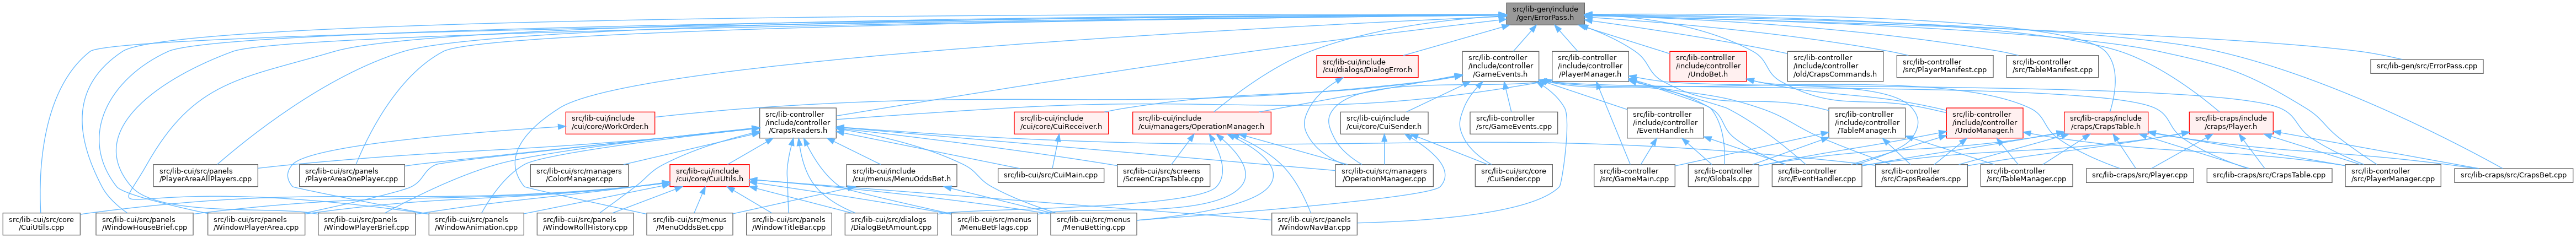 src/lib-gen/include
/gen/ErrorPass.h
src/lib-cui/include
/cui/dialogs/DialogError.h
src/lib-controller
/include/controller
/GameEvents.h
src/lib-controller
/include/controller
/PlayerManager.h
src/lib-controller
/include/controller
/UndoBet.h
src/lib-controller
/include/controller
/old/CrapsCommands.h
src/lib-controller
/src/PlayerManifest.cpp
src/lib-controller
/src/TableManifest.cpp
src/lib-gen/src/ErrorPass.cpp
src/lib-cui/include
/cui/core/WorkOrder.h
src/lib-controller
/include/controller
/CrapsReaders.h
src/lib-cui/include
/cui/core/CuiReceiver.h
src/lib-cui/include
/cui/managers/OperationManager.h
src/lib-cui/include
/cui/core/CuiSender.h
src/lib-controller
/src/GameEvents.cpp
src/lib-controller
/include/controller
/EventHandler.h
src/lib-controller
/include/controller
/TableManager.h
src/lib-controller
/include/controller
/UndoManager.h
src/lib-craps/include
/craps/CrapsTable.h
src/lib-craps/include
/craps/Player.h
src/lib-cui/src/panels
/PlayerAreaAllPlayers.cpp
src/lib-cui/src/panels
/PlayerAreaOnePlayer.cpp
src/lib-cui/src/managers
/ColorManager.cpp
src/lib-cui/include
/cui/core/CuiUtils.h
src/lib-cui/include
/cui/menus/MenuOddsBet.h
src/lib-cui/src/CuiMain.cpp
src/lib-cui/src/screens
/ScreenCrapsTable.cpp
src/lib-cui/src/managers
/OperationManager.cpp
src/lib-cui/src/core
/CuiSender.cpp
src/lib-controller
/src/GameMain.cpp
src/lib-controller
/src/Globals.cpp
src/lib-controller
/src/EventHandler.cpp
src/lib-controller
/src/CrapsReaders.cpp
src/lib-controller
/src/TableManager.cpp
src/lib-craps/src/Player.cpp
src/lib-craps/src/CrapsTable.cpp
src/lib-controller
/src/PlayerManager.cpp
src/lib-craps/src/CrapsBet.cpp
src/lib-cui/src/core
/CuiUtils.cpp
src/lib-cui/src/panels
/WindowHouseBrief.cpp
src/lib-cui/src/panels
/WindowPlayerArea.cpp
src/lib-cui/src/panels
/WindowPlayerBrief.cpp
src/lib-cui/src/panels
/WindowAnimation.cpp
src/lib-cui/src/panels
/WindowRollHistory.cpp
src/lib-cui/src/menus
/MenuOddsBet.cpp
src/lib-cui/src/panels
/WindowTitleBar.cpp
src/lib-cui/src/dialogs
/DialogBetAmount.cpp
src/lib-cui/src/menus
/MenuBetFlags.cpp
src/lib-cui/src/menus
/MenuBetting.cpp
src/lib-cui/src/panels
/WindowNavBar.cpp